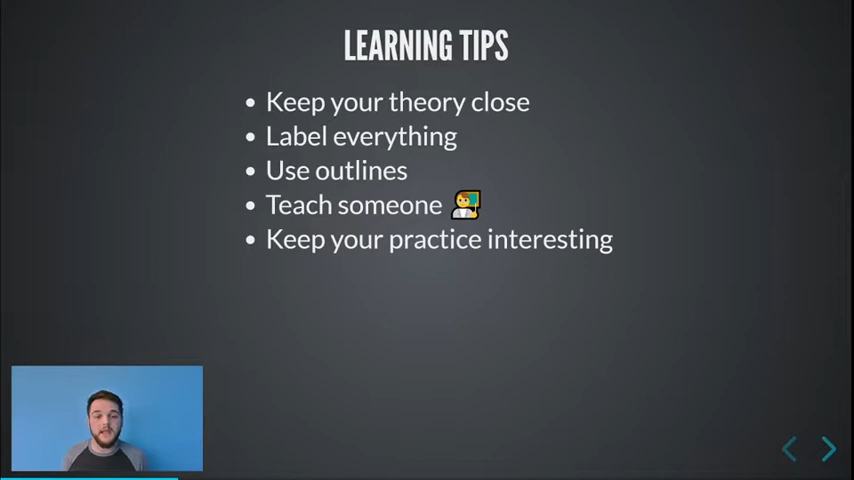 LEARNING TIPS
• Keep your theory close
• Label everything
• Use outlines
• Teach someone 🧑‍🏫
• Keep your practice interesting